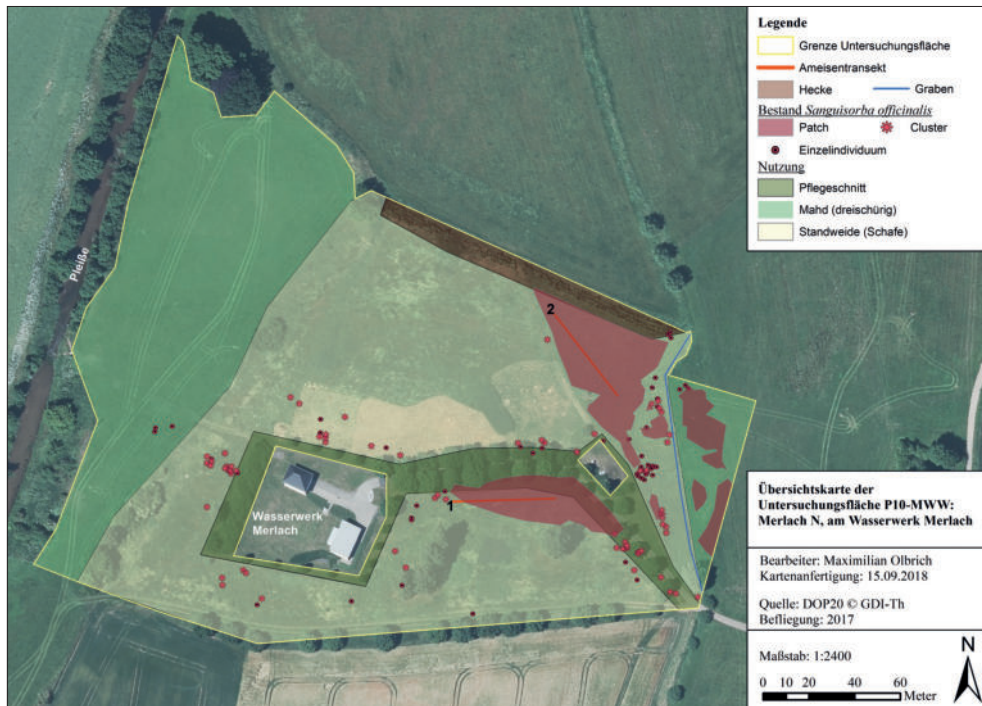 Pleiße
Wasserwerk
Merlach
1
2
Legende
Grenze Untersuchungsfläche
Ameisentransekt
Hecke Graben
Bestand Sanguisorba officinalis
Patch Cluster
Einzelindividuum
Nutzung
Pflegeschnitt
Mahd (dreischürig)
Standweide (Schafe)
Übersichtskarte der
Untersuchungsfläche P10-MWW:
Merlach N, am Wasserwerk Merlach
Bearbeiter: Maximilian Olbrich
Kartenanfertigung: 15.09.2018
Quelle: DOP20 © GDI-Th
Befliegung: 2017
Maßstab: 1:2400
N
0 10 20 40 60
Meter